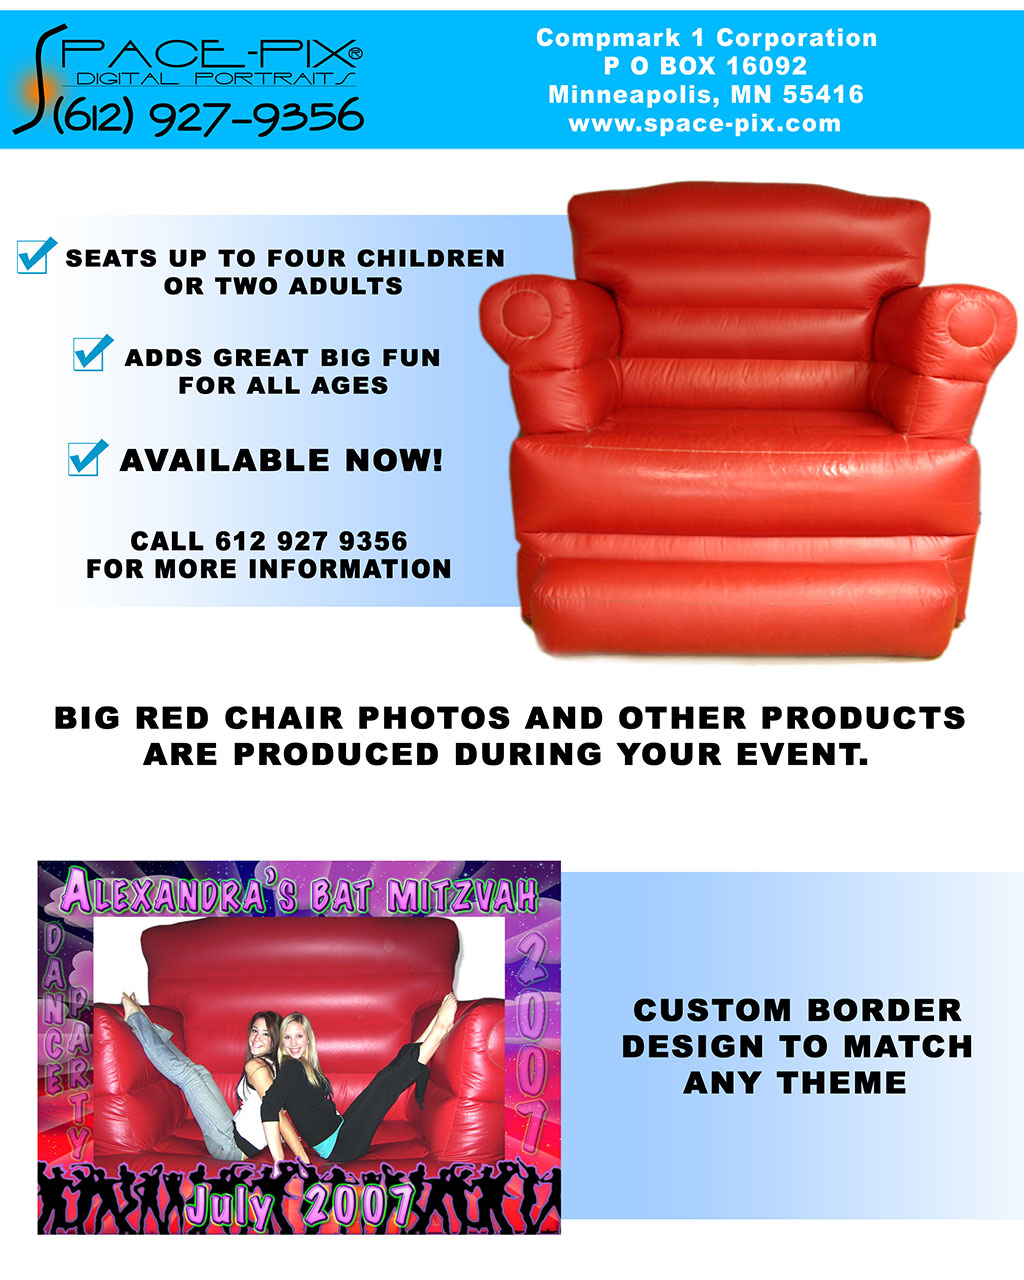 SPACE-PIX®
DIGITAL PORTRAITS
(612) 927-9356
Compmark 1 Corporation
P O BOX 16092
Minneapolis, MN 55416
www.space-pix.com
SEATS UP TO FOUR CHILDREN
OR TWO ADULTS
ADDS GREAT BIG FUN
FOR ALL AGES
AVAILABLE NOW!
CALL 612 927 9356
FOR MORE INFORMATION
BIG RED CHAIR PHOTOS AND OTHER PRODUCTS
ARE PRODUCED DURING YOUR EVENT.
ALEXANDRA'S BAT MITZVAH
DANCE
PARTY
2007
July 2007
CUSTOM BORDER
DESIGN TO MATCH
ANY THEME